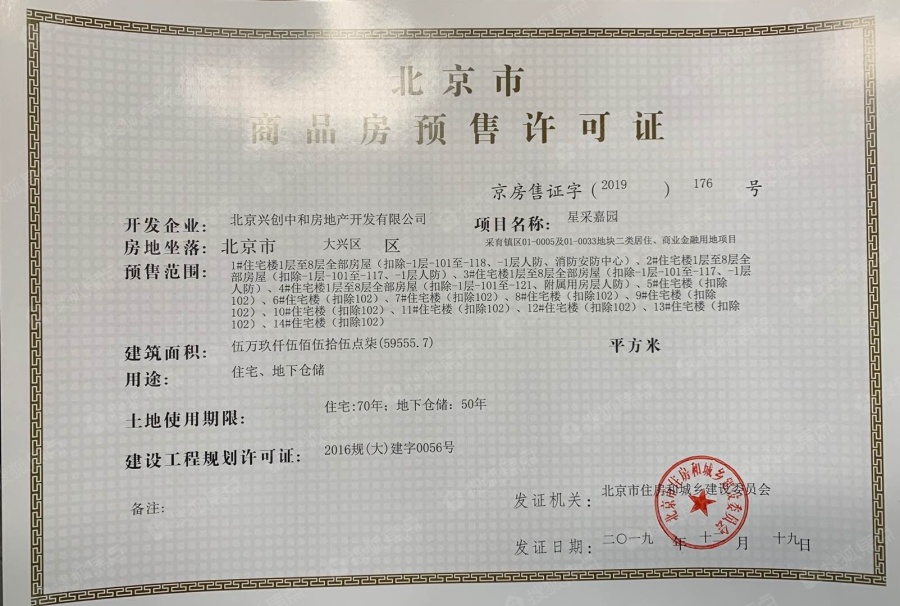 北京市
商品房预售许可证
京房售证字(2019)176号
开发企业: 北京兴创中和房地产开发有限公司 项目名称: 星采嘉园
房地坐落: 北京市 大兴区 区 采育镇区01-0005及01-0033地块二类居住、商业金融用地项目
预售范围: 1#住宅楼1层至8层全部房屋（扣除-1层-101至-118、-1层人防、消防安防中心）、2#住宅楼1层至8层全
部房屋（扣除-1层-101至-117、-1层人防）、3#住宅楼1层至8层全部房屋（扣除-1层-101至-117、-1层
人防）、4#住宅楼1层至8层全部房屋（扣除-1层-101至-121、附属用房层人防）、5#住宅楼（扣除
102）、6#住宅楼（扣除102）、7#住宅楼（扣除102）、8#住宅楼（扣除102）、9#住宅楼（扣除
102）、10#住宅楼（扣除102）、11#住宅楼（扣除102）、12#住宅楼（扣除102）、13#住宅楼（扣除
102）、14#住宅楼（扣除102）
建筑面积: 伍万玖仟伍佰伍拾伍点柒(59555.7) 平方米
用途: 住宅、地下仓储
土地使用期限: 住宅:70年；地下仓储：50年
建设工程规划许可证: 2016规(大)建字0056号
备注:
发证机关: 北京市住房和城乡建设委员会
北京市住房和城乡建设委员会
发证日期: 二〇一九 年 十二 月 十九日